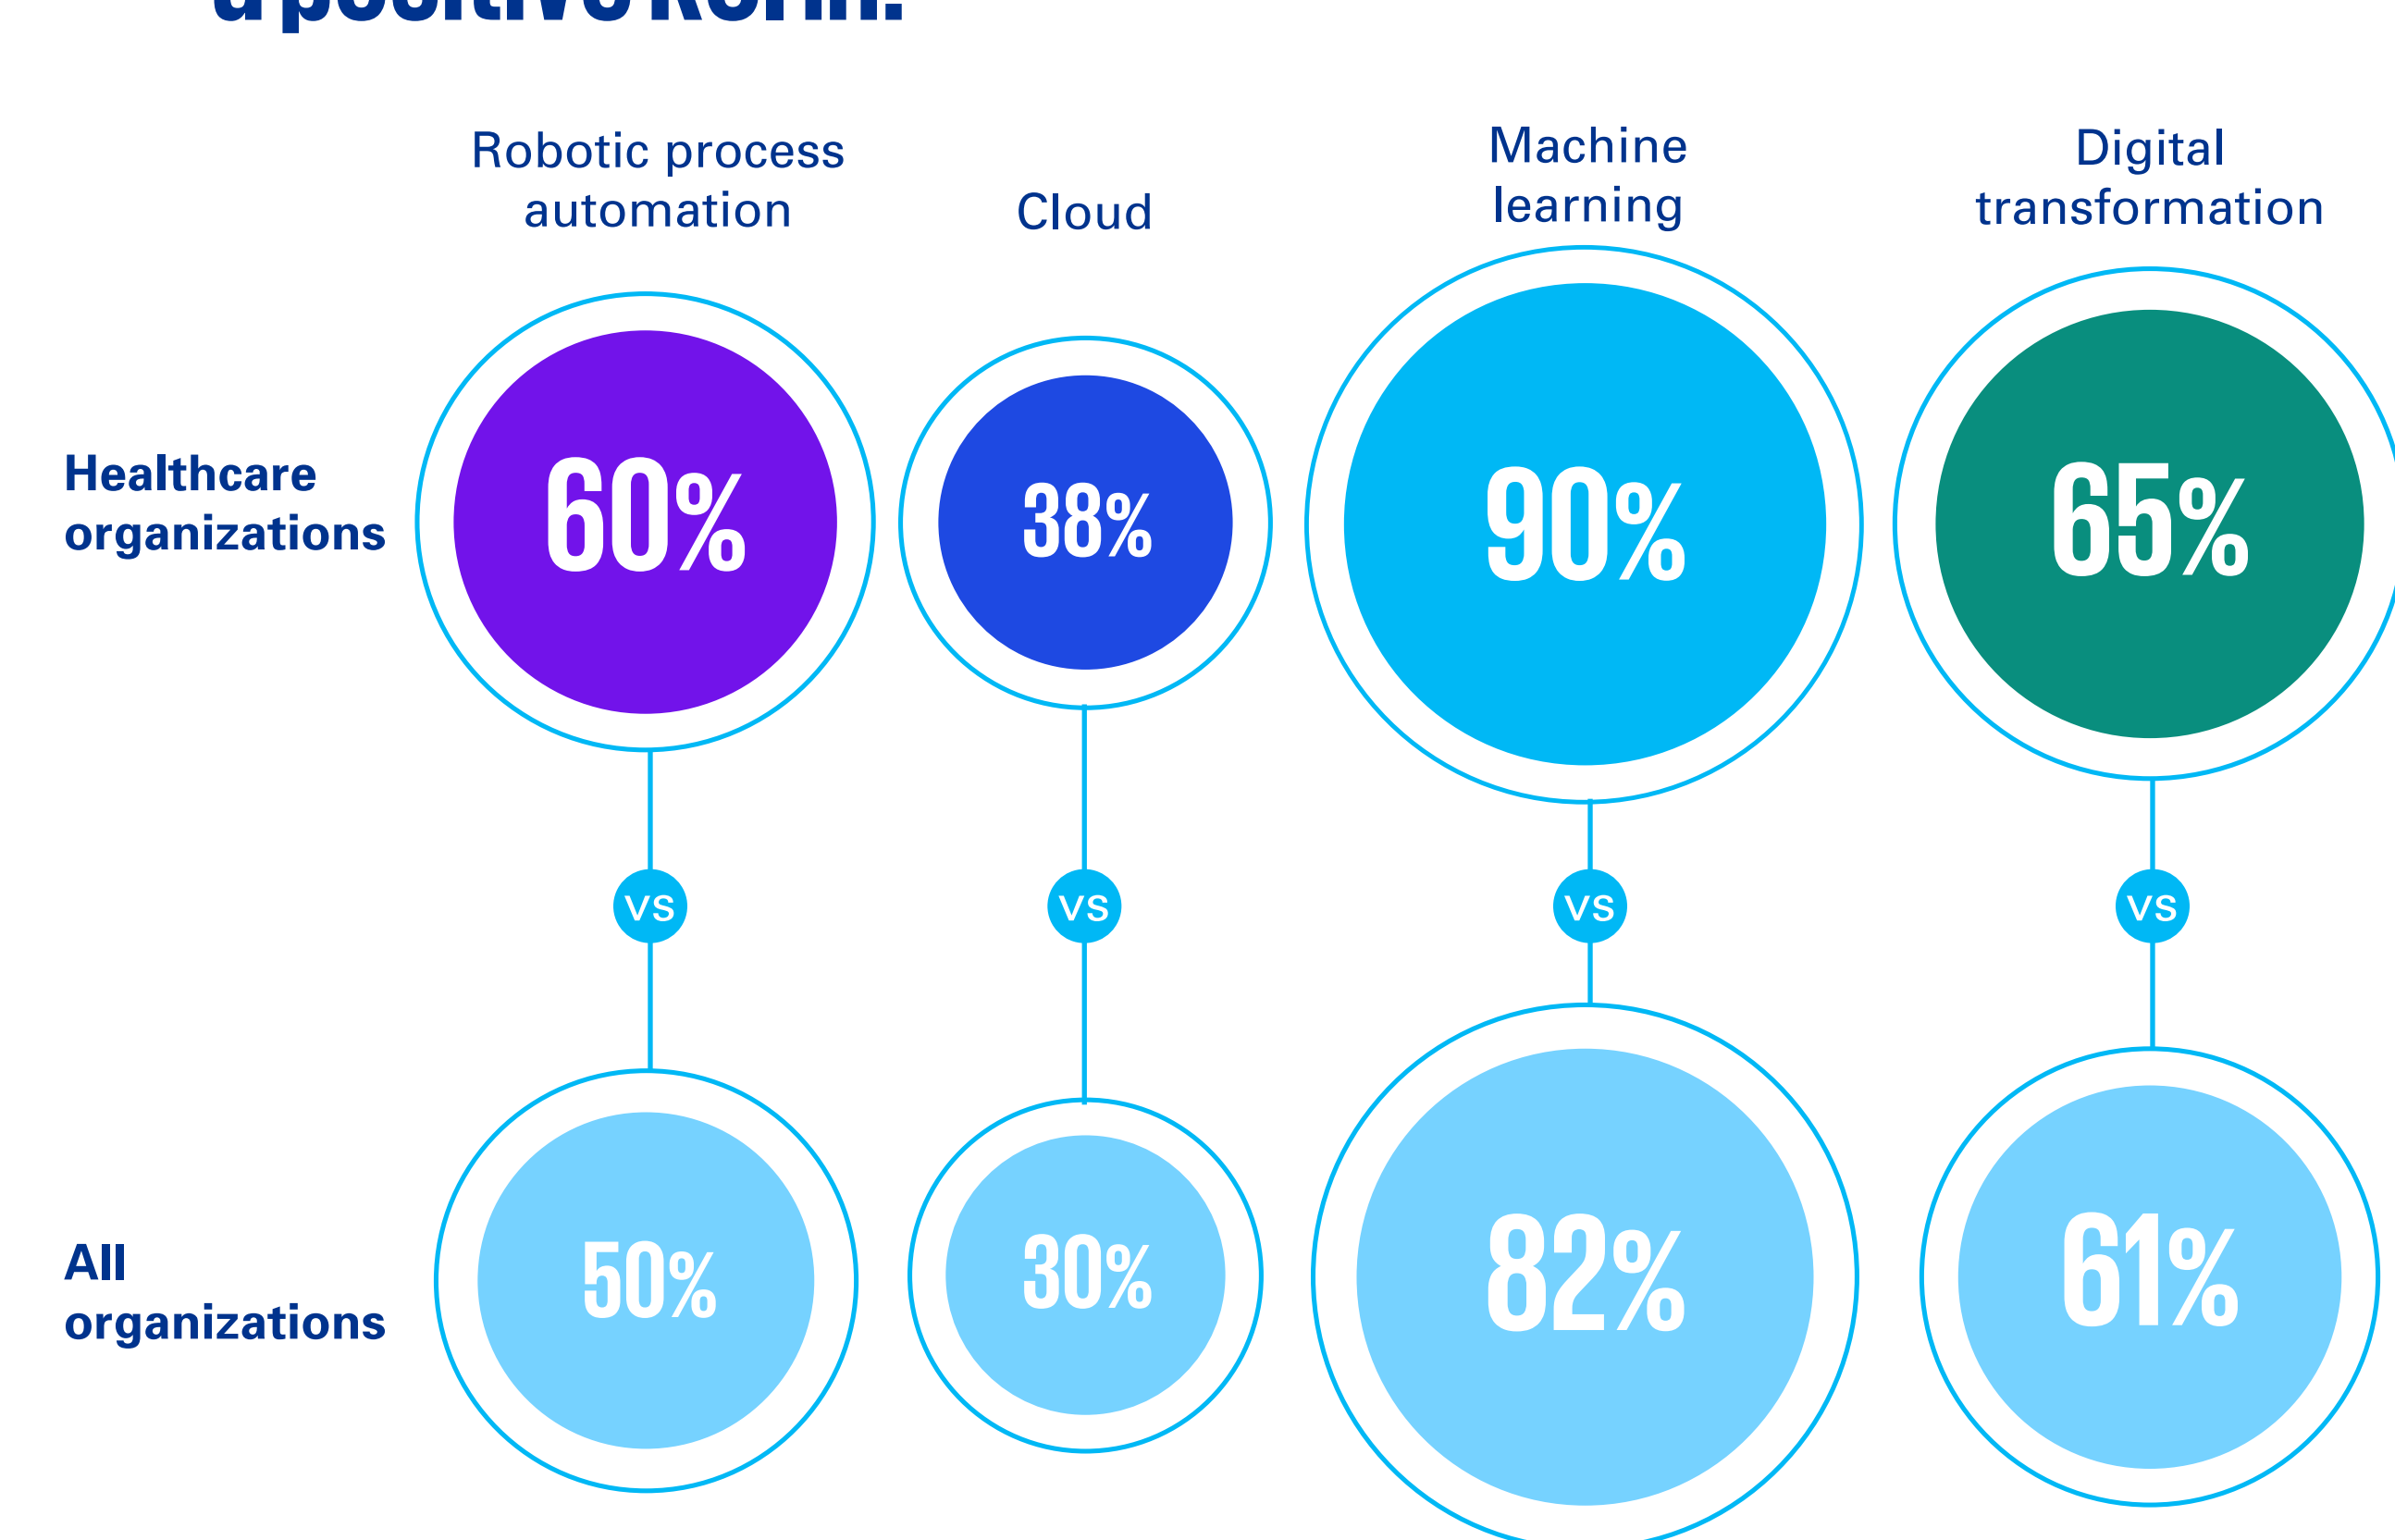 Robotic process
automation
Cloud
Machine
learning
Digital
transformation
Healthcare
organizations
60%
38%
90%
65%
vs
vs
vs
vs
All
organizations
50%
30%
82%
61%